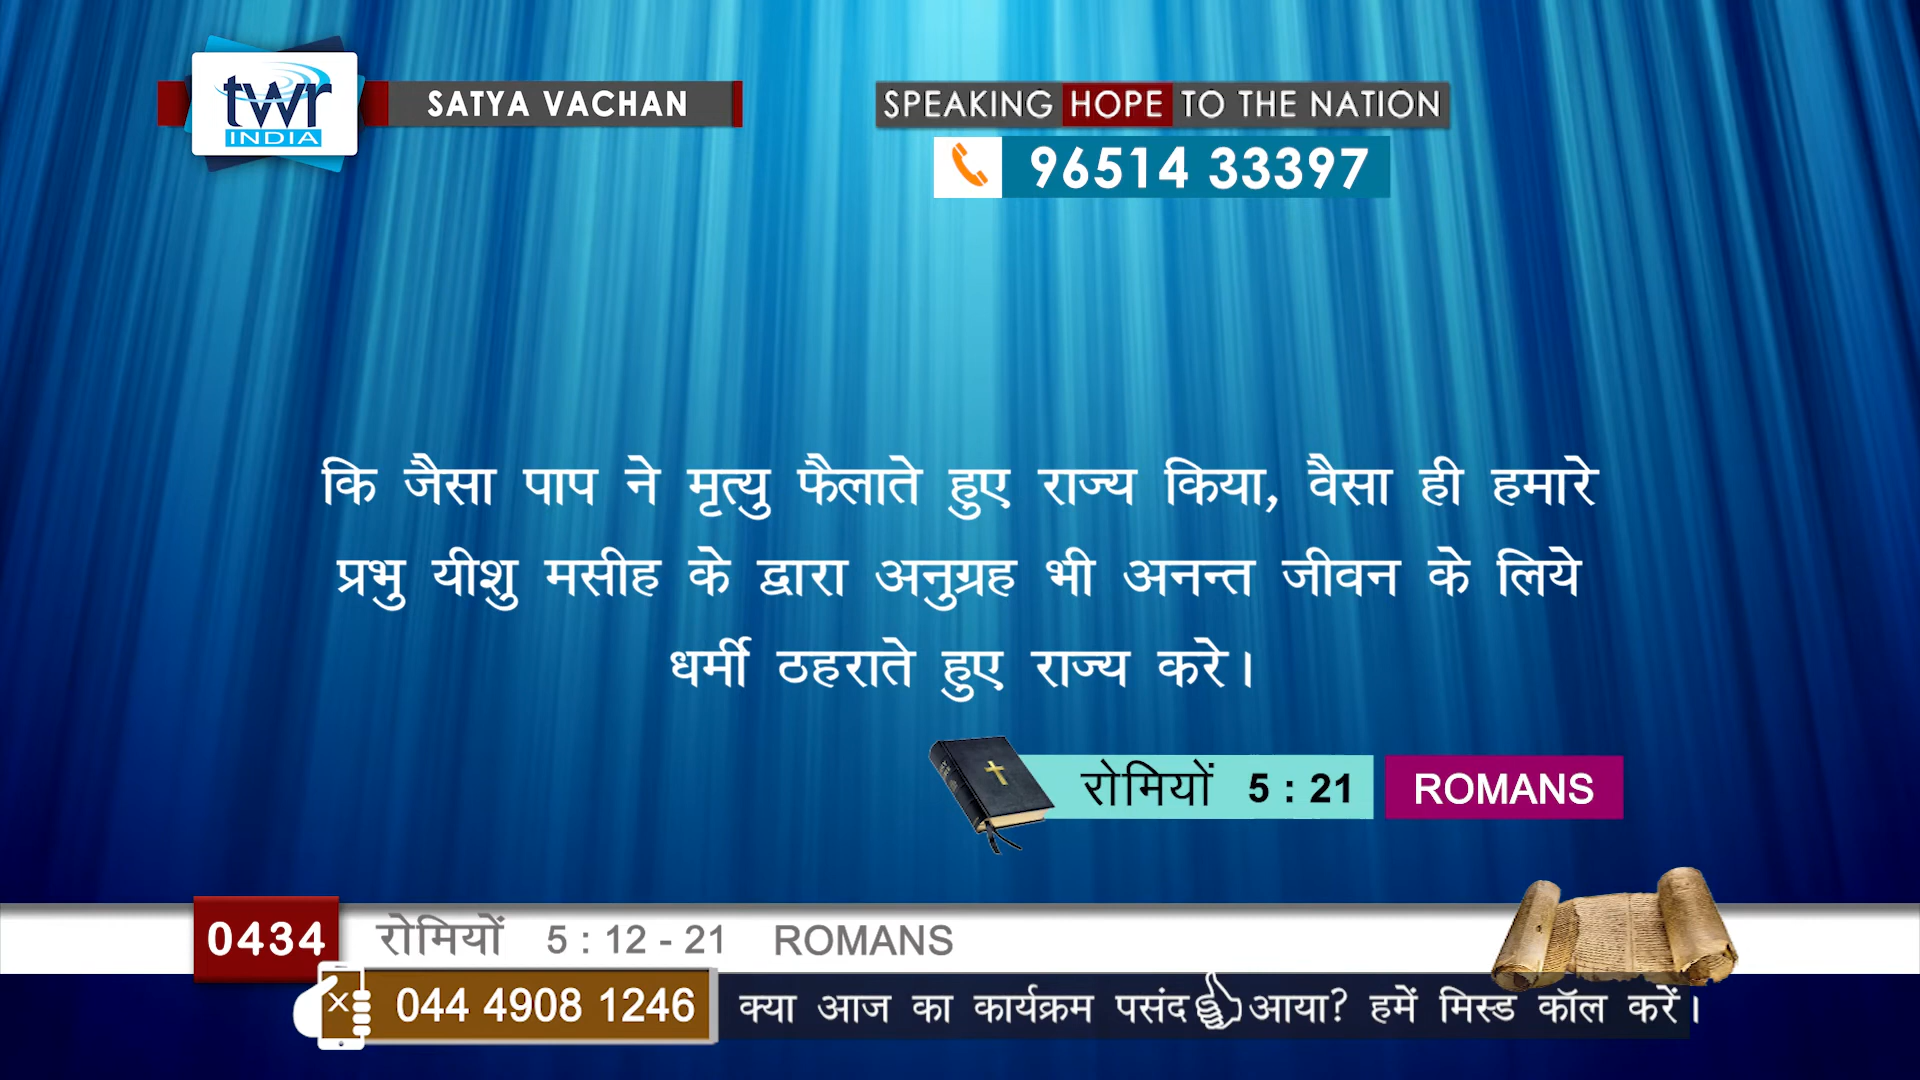 twr
INDIA
SATYA VACHAN
SPEAKING HOPE TO THE NATION
96514 33397
कि जैसा पाप ने मृत्यु फैलाते हुए राज्य किया, वैसा ही हमारे
प्रभु यीशु मसीह के द्वारा अनुग्रह भी अनन्त जीवन के लिये
धर्मी ठहराते हुए राज्य करे।
रोमियों 5 : 21 ROMANS
0434 रोमियों 5 : 12 - 21 ROMANS
044 4908 1246 क्या आज का कार्यक्रम पसंद आया? हमें मिस्ड कॉल करें।